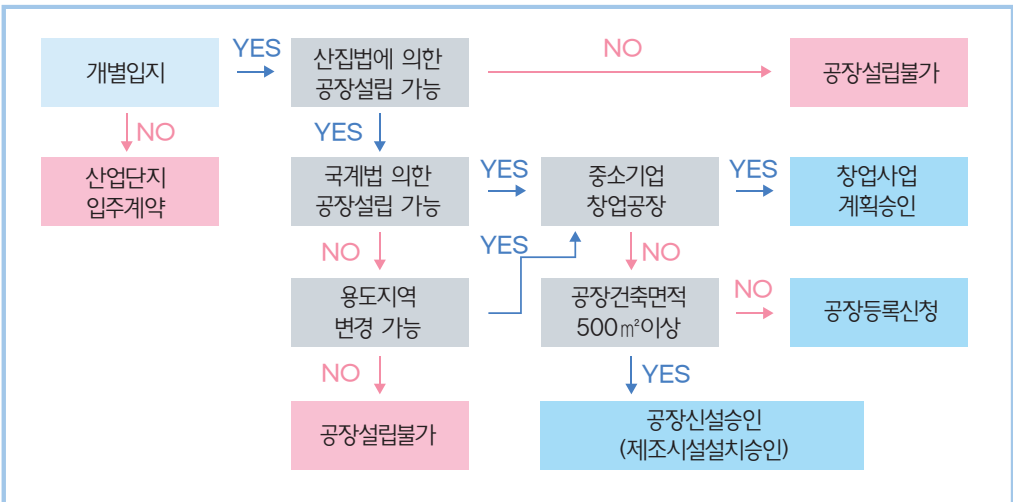 개별입지
YES
산집법에 의한
공장설립 가능
NO
공장설립불가
NO
YES
산업단지
입주계약
국계법 의한
공장설립 가능
YES
중소기업
창업공장
YES
창업사업
계획승인
NO
YES
NO
용도지역
변경 가능
공장건축면적
500㎡이상
NO
공장등록신청
NO
YES
공장설립불가
공장신설승인
(제조시설설치승인)